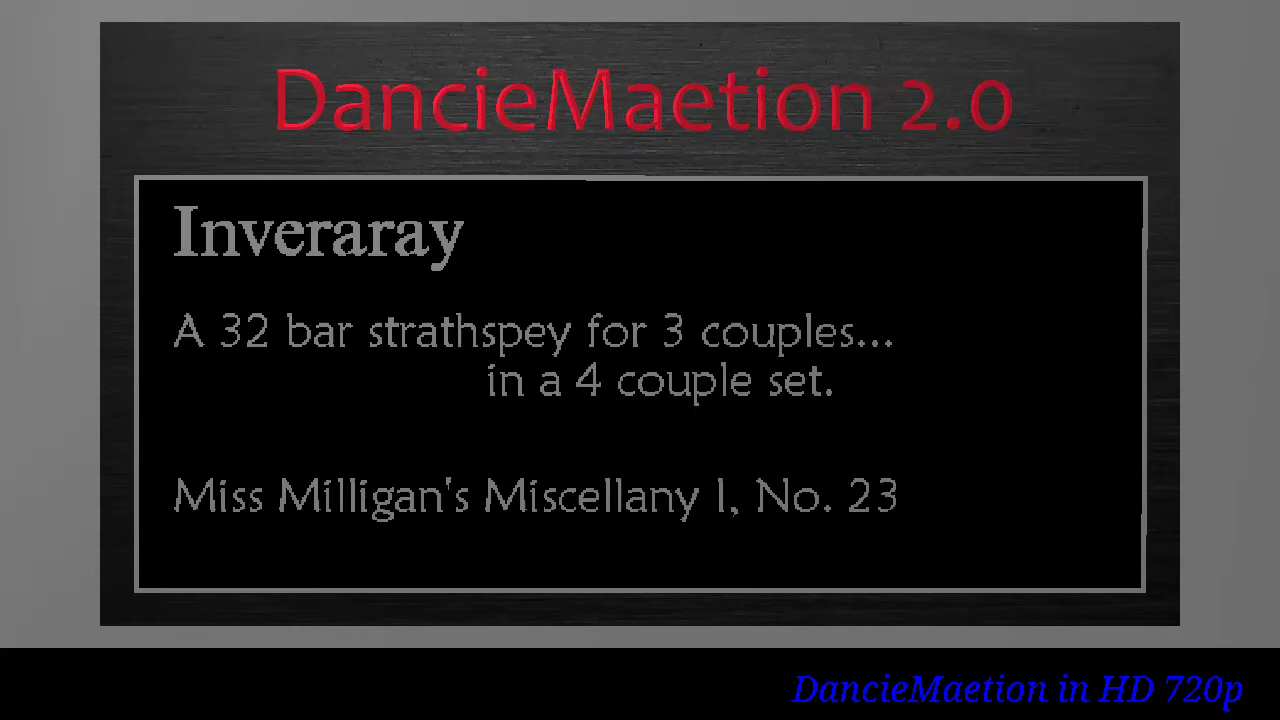 DancieMaetion 2.0
Inveraray
A 32 bar strathspey for 3 couples...
in a 4 couple set.
Miss Milligan's Miscellany I, No. 23
DancieMaetion in HD 720p